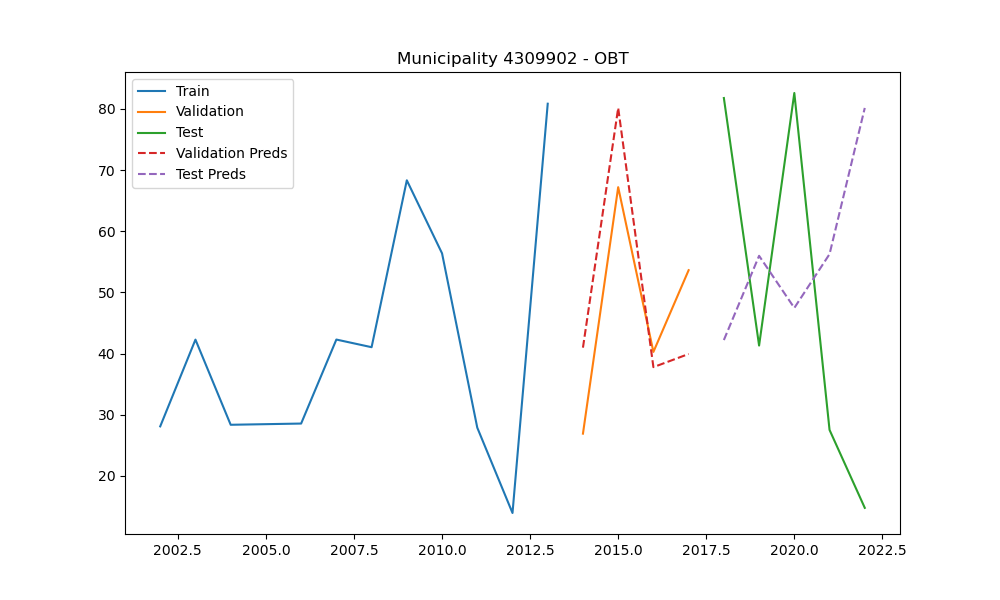 Municipality 4309902 - OBT
Train
Validation
Test
Validation Preds
Test Preds
80
70
60
50
40
30
20
2002.5 2005.0 2007.5 2010.0 2012.5 2015.0 2017.5 2020.0 2022.5